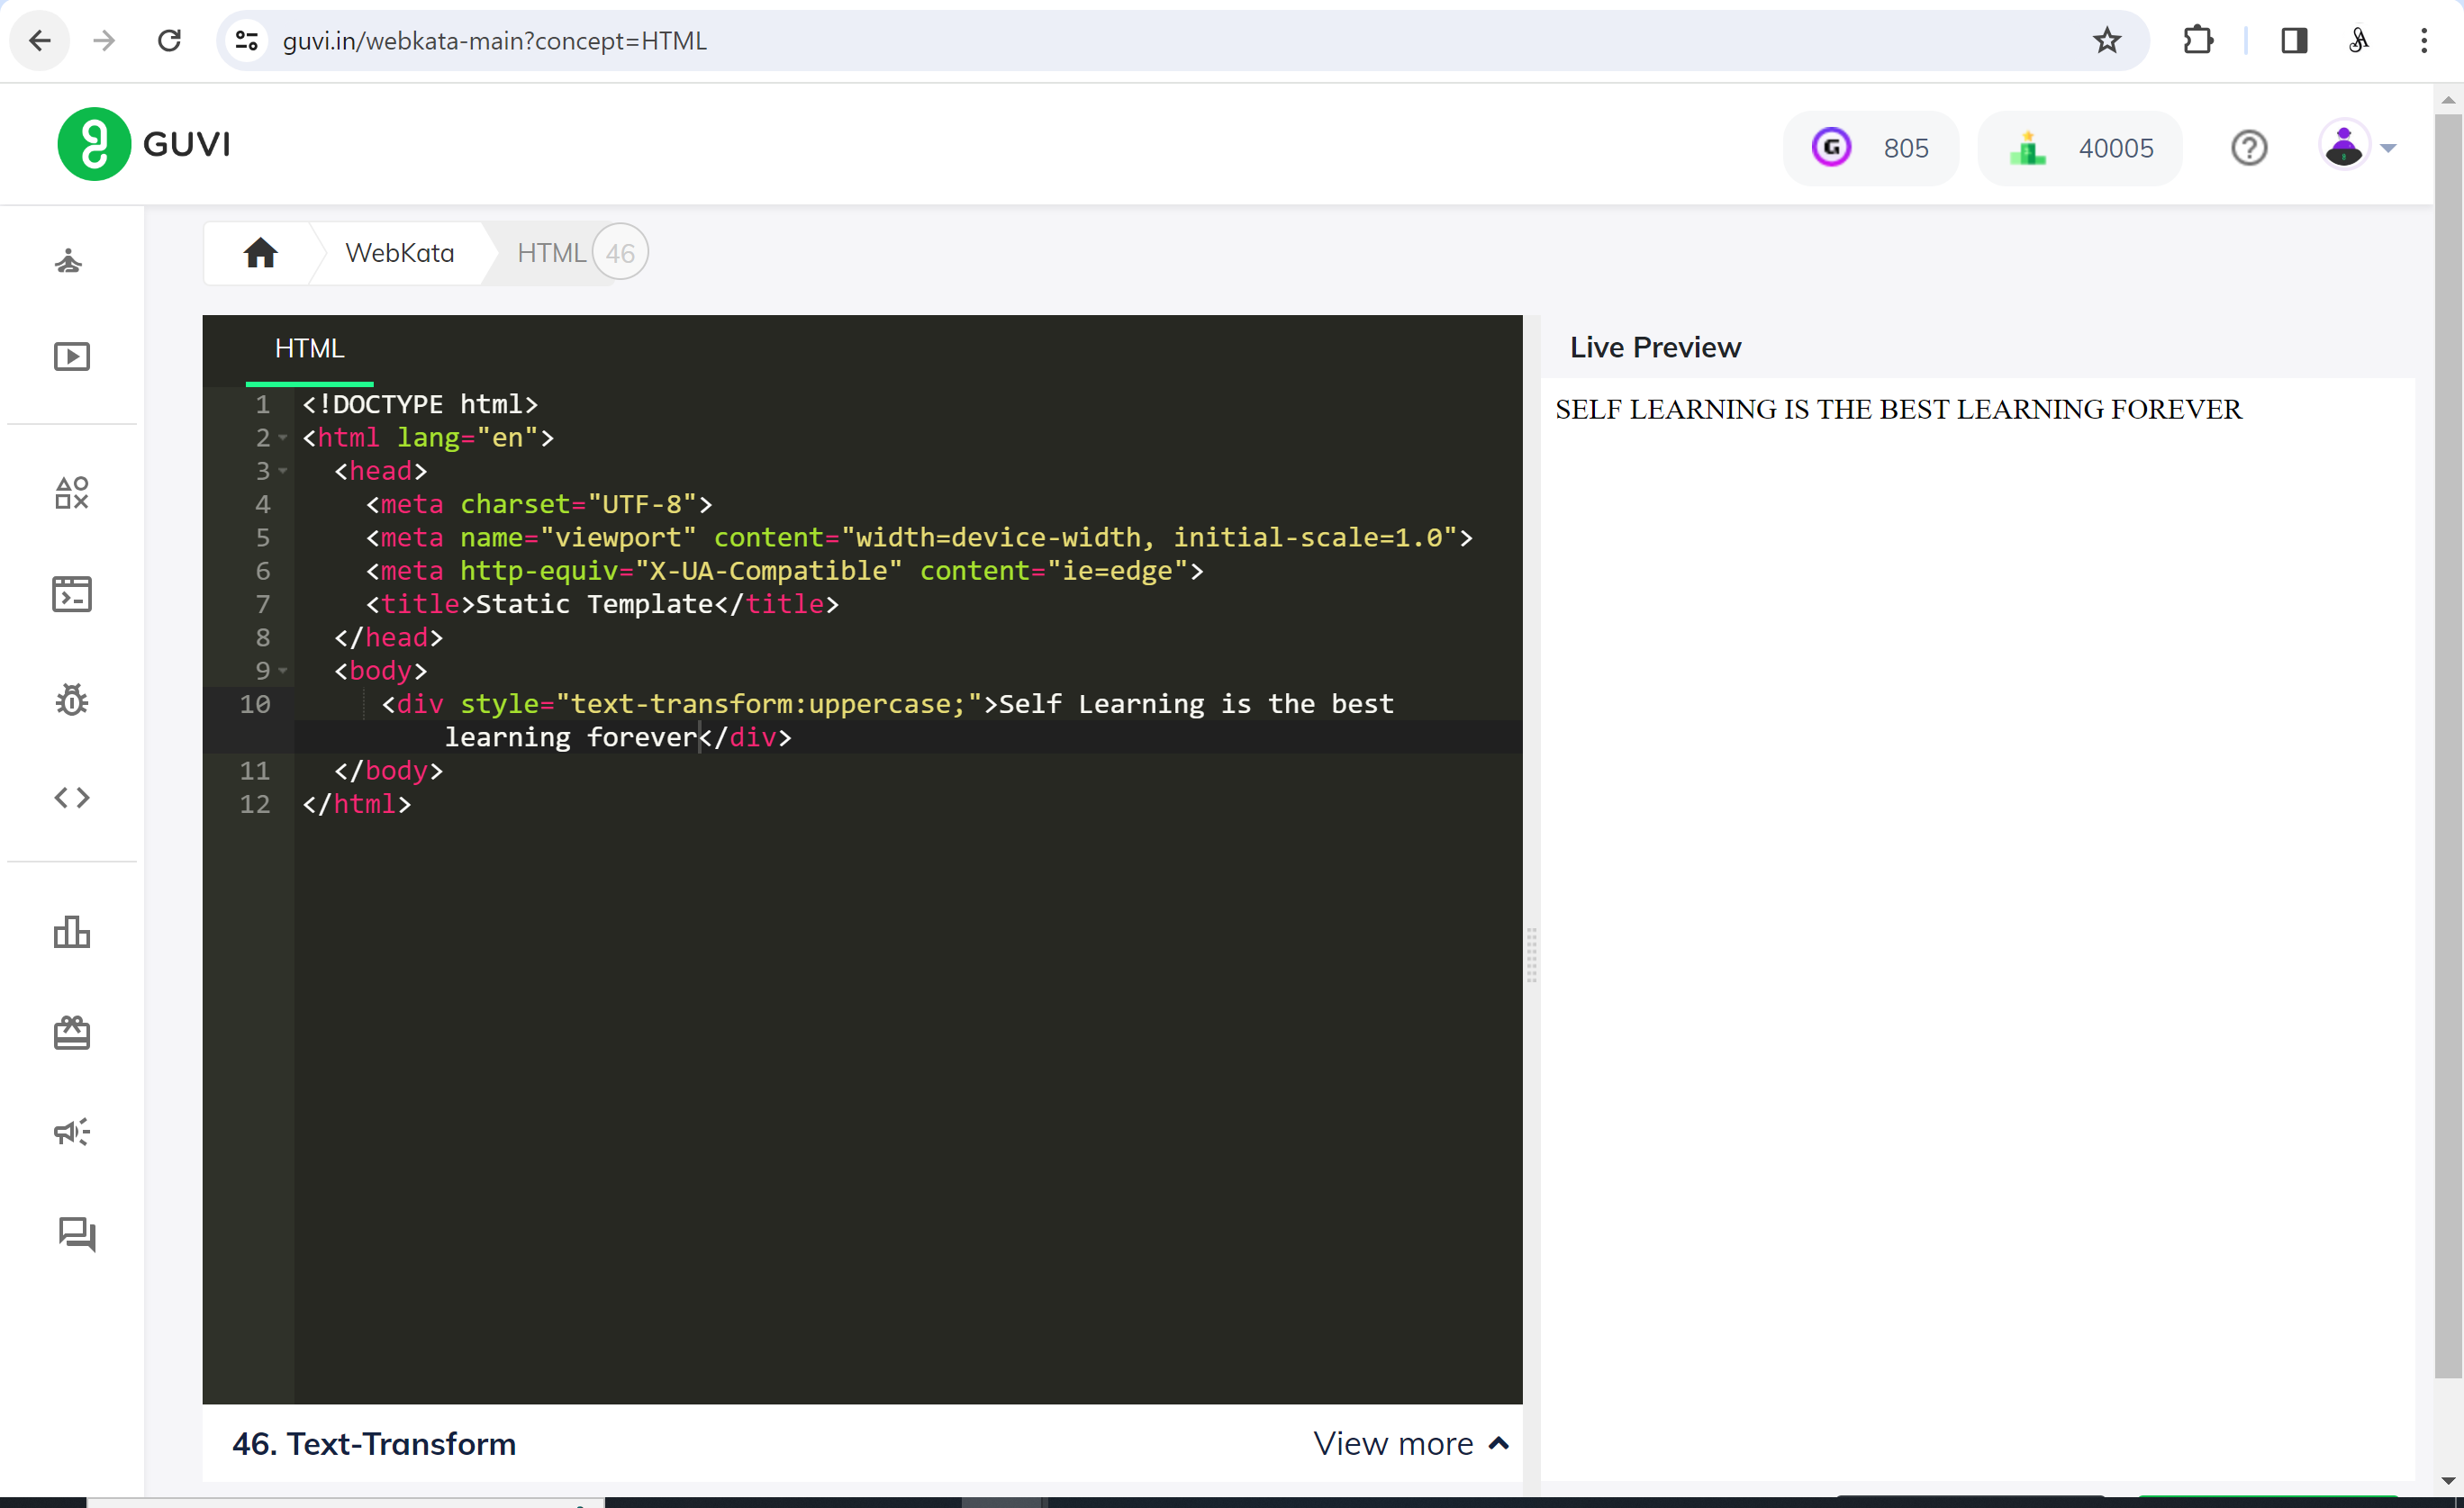 guvi.in/webkata-main?concept=HTML
GUVI
G 805
40005
WebKata
HTML 46
HTML
Live Preview
1 <!DOCTYPE html>
2 <html lang="en">
3 <head>
4 <meta charset="UTF-8">
5 <meta name="viewport" content="width=device-width, initial-scale=1.0">
6 <meta http-equiv="X-UA-Compatible" content="ie=edge">
7 <title>Static Template</title>
8 </head>
9 <body>
10 <div style="text-transform:uppercase;">Self Learning is the best
learning forever</div>
11 </body>
12 </html>
SELF LEARNING IS THE BEST LEARNING FOREVER
46. Text-Transform
View more